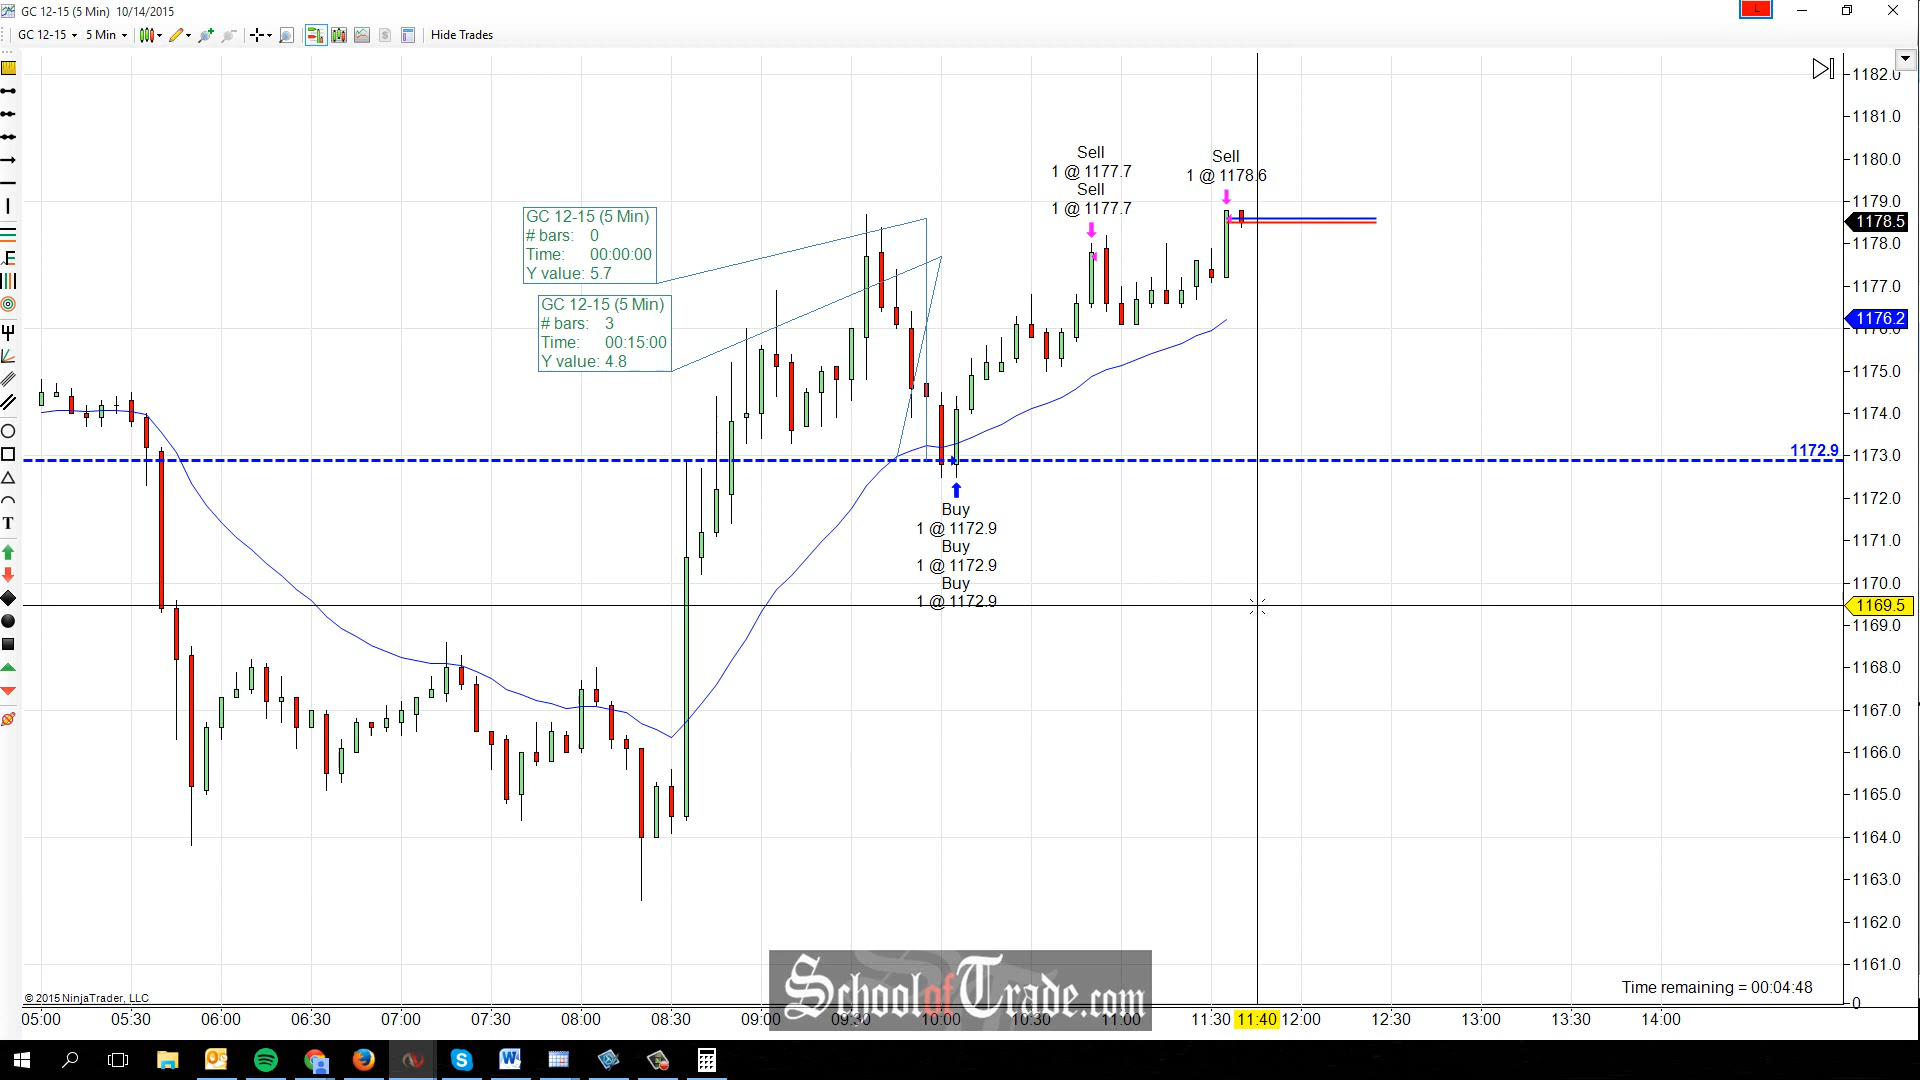 GC 12-15 (5 Min) 10/14/2015
L
GC 12-15 5 Min Hide Trades
1182.0
1181.0
1180.0
1179.0
1178.5
1178.0
1177.0
1176.2
1176.0
1175.0
1174.0
1173.0
1172.0
1171.0
1170.0
1169.5
1169.0
1168.0
1167.0
1166.0
1165.0
1164.0
1163.0
1162.0
1161.0
0
Sell
1 @ 1177.7
Sell
1 @ 1177.7
Sell
1 @ 1178.6
GC 12-15 (5 Min)
# bars: 0
Time: 00:00:00
Y value: 5.7
GC 12-15 (5 Min)
# bars: 3
Time: 00:15:00
Y value: 4.8
1172.9
Buy
1 @ 1172.9
Buy
1 @ 1172.9
Buy
1 @ 1172.9
SchoolofTrade.com
Time remaining = 00:04:48
© 2015 NinjaTrader, LLC
05:00 05:30 06:00 06:30 07:00 07:30 08:00 08:30 09:00 09:30 10:00 10:30 11:00 11:30 11:40 12:00 12:30 13:00 13:30 14:00